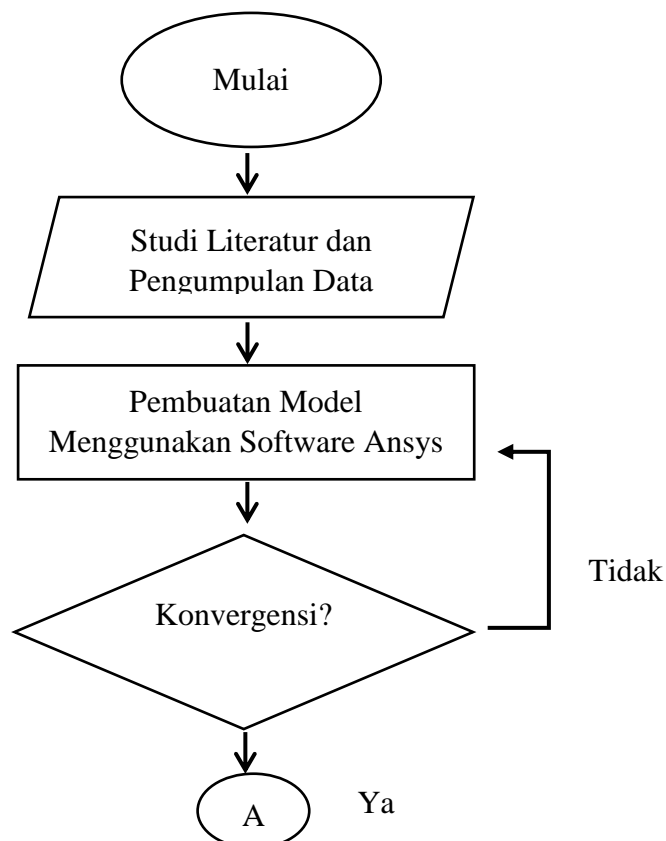 Mulai
Studi Literatur dan
Pengumpulan Data
Pembuatan Model
Menggunakan Software Ansys
Konvergensi?
Tidak
Ya
A